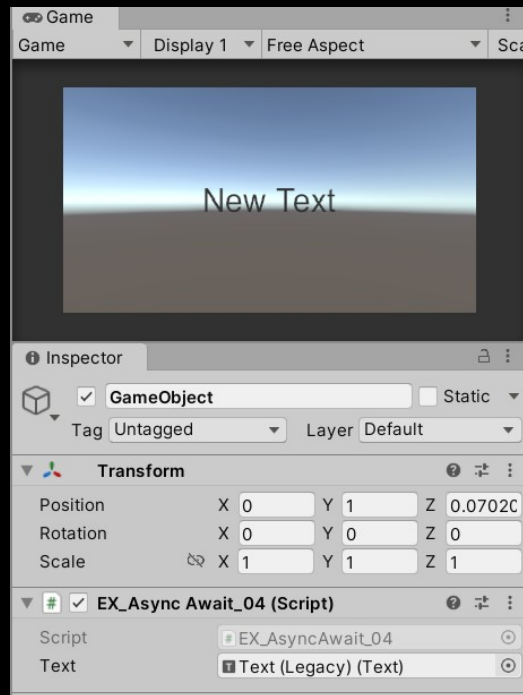 Game
Game Display 1 Free Aspect Sca
New Text
Inspector
GameObject Static
Tag Untagged Layer Default
Transform
Position X 0 Y 1 Z 0.07020
Rotation X 0 Y 0 Z 0
Scale X 1 Y 1 Z 1
# EX_Async Await_04 (Script)
Script # EX_AsyncAwait_04
Text T Text (Legacy) (Text)